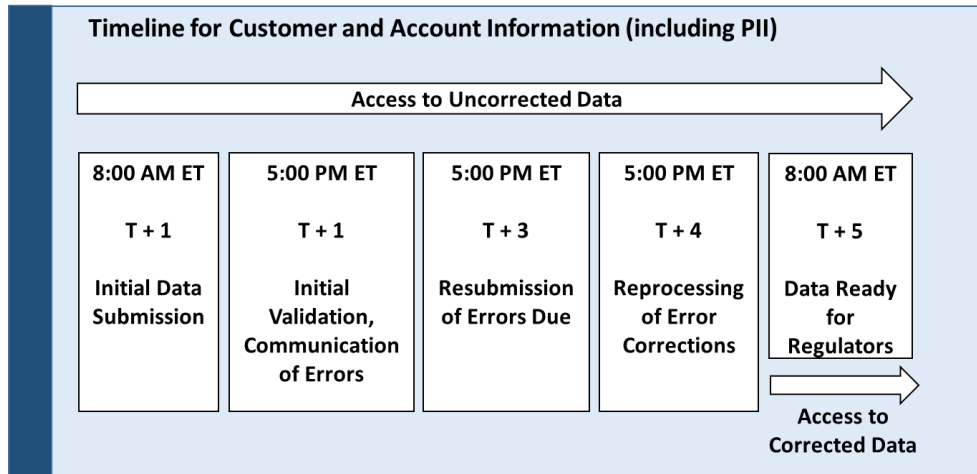 Timeline for Customer and Account Information (including PII)
Access to Uncorrected Data
8:00 AM ET
T + 1
Initial Data
Submission
5:00 PM ET
T + 1
Initial
Validation,
Communication
of Errors
5:00 PM ET
T + 3
Resubmission
of Errors Due
5:00 PM ET
T + 4
Reprocessing
of Error
Corrections
8:00 AM ET
T + 5
Data Ready
for
Regulators
Access to
Corrected Data